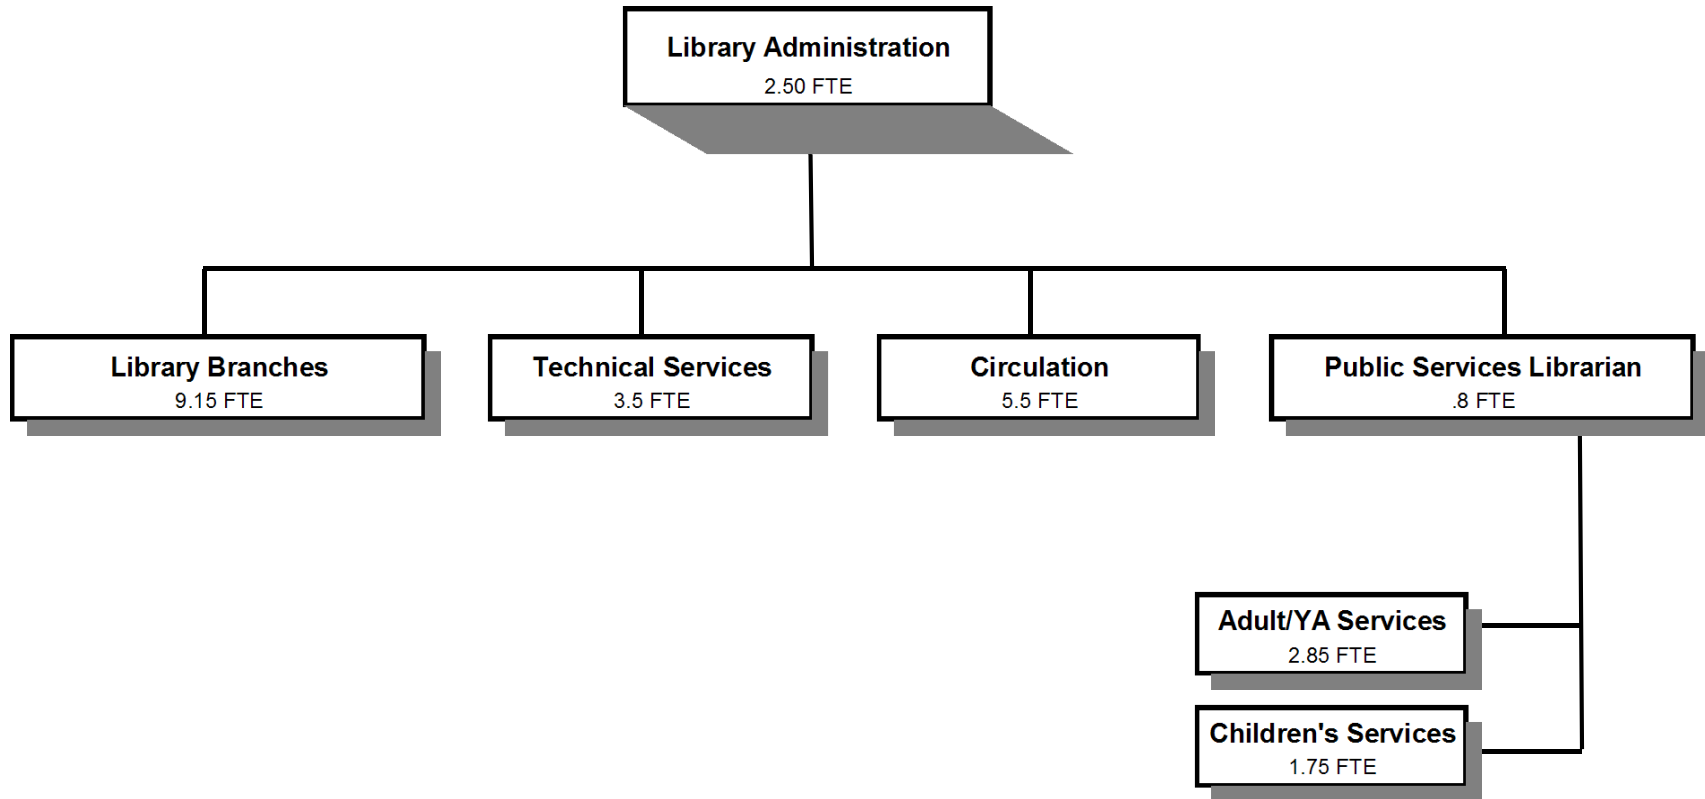 Library Administration
2.50 FTE
Library Branches
9.15 FTE
Technical Services
3.5 FTE
Circulation
5.5 FTE
Public Services Librarian
.8 FTE
Adult/YA Services
2.85 FTE
Children's Services
1.75 FTE